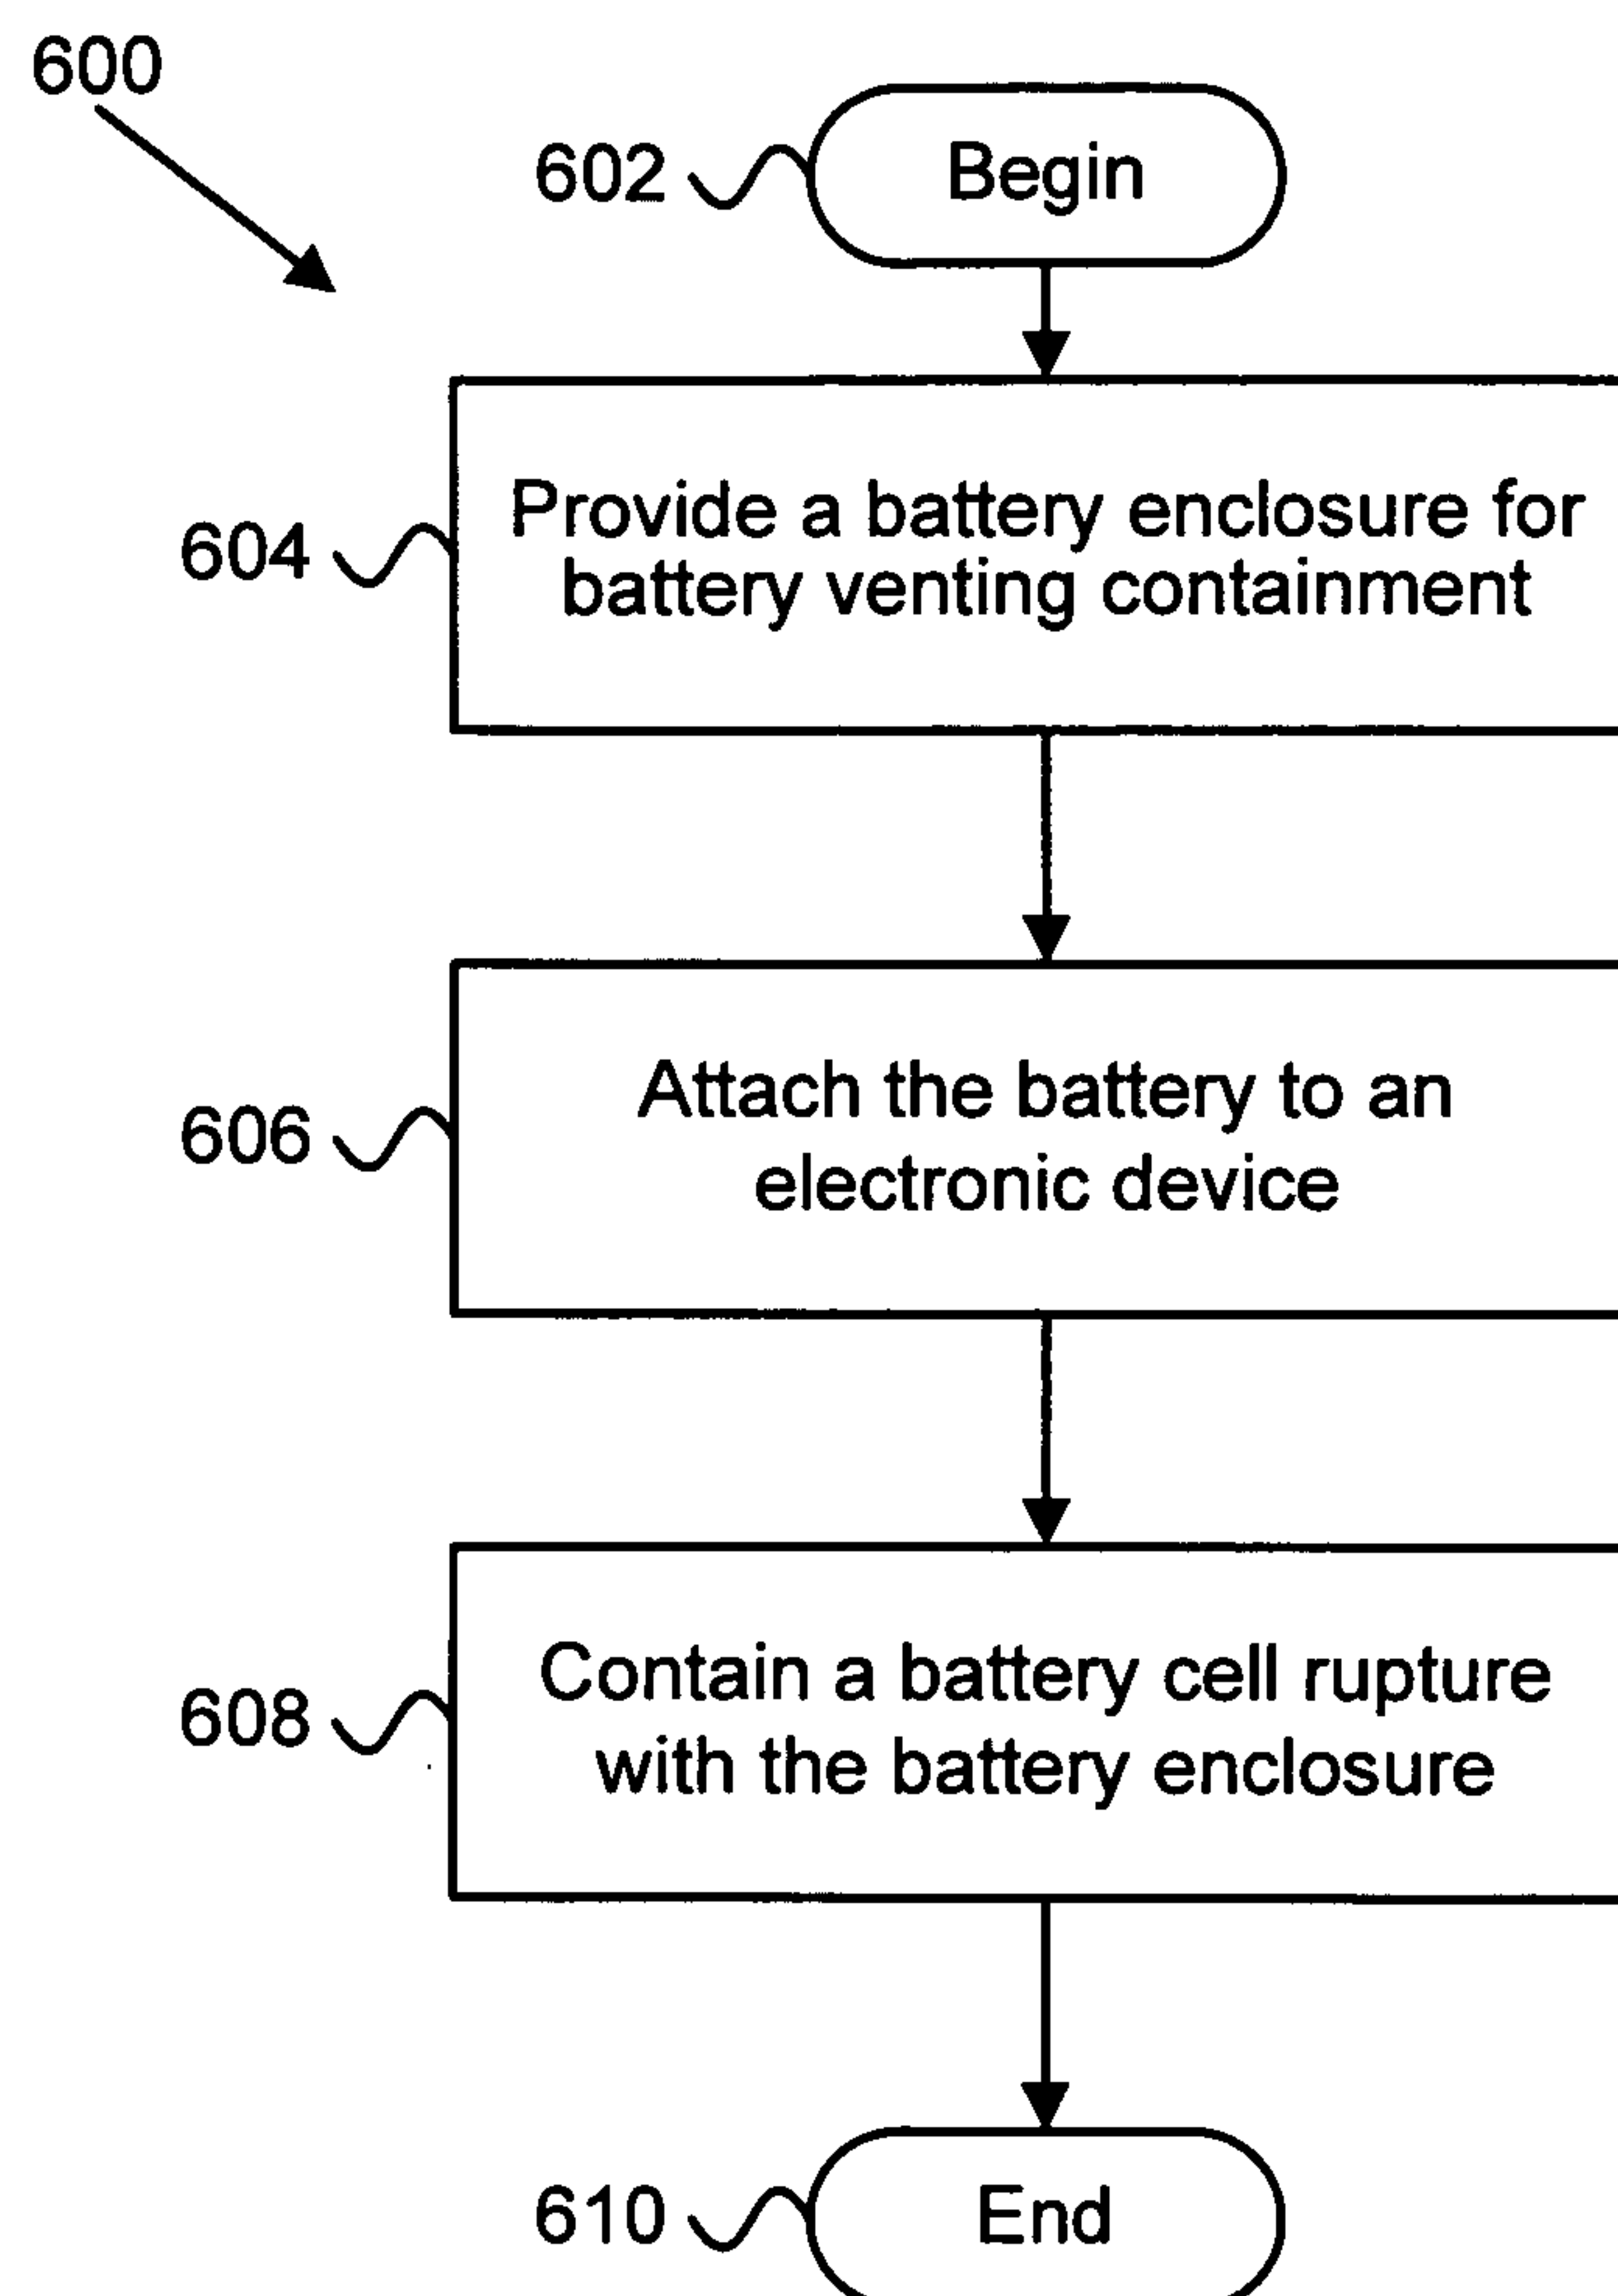 600
602
Begin
604
Provide a battery enclosure for
battery venting containment
606
Attach the battery to an
electronic device
608
Contain a battery cell rupture
with the battery enclosure
610
End